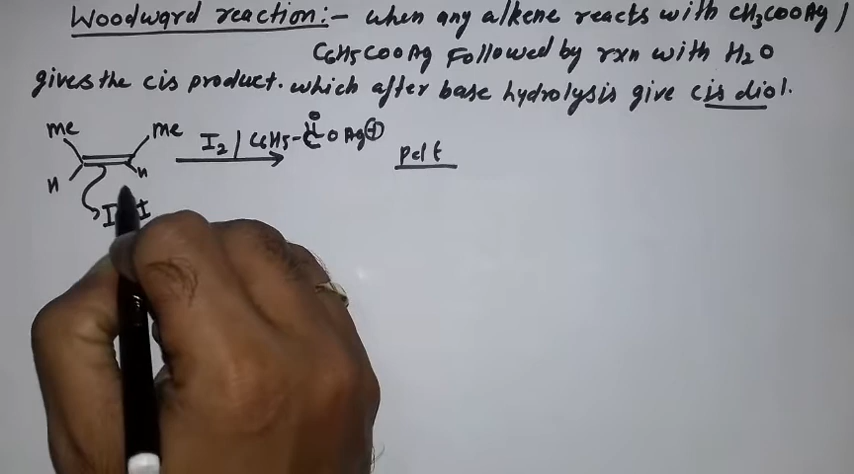 Woodward reaction:- when any alkene reacts with CH3COOAg /
C6H5COOAg followed by rxn with H2O
gives the cis product. which after base hydrolysis give cis diol.
me me
I2 / C6H5-C O Ag+
O
Pdt
H H
I I